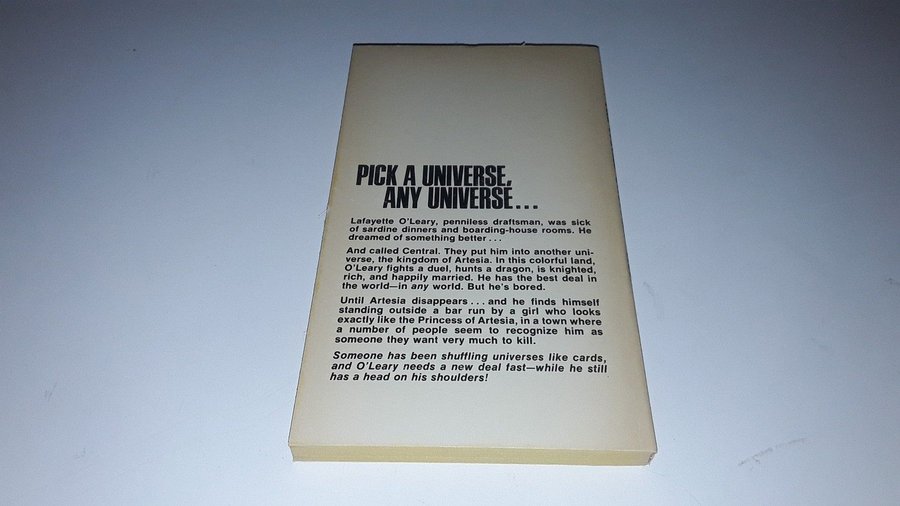 PICK A UNIVERSE,
ANY UNIVERSE...
Lafayette O'Leary, penniless draftsman, was sick
of sardine dinners and boarding-house rooms. He
dreamed of something better...
And called Central. They put him into another uni-
verse, the kingdom of Artesia. In this colorful land,
O'Leary fights a duel, hunts a dragon, is knighted,
rich, and happily married. He has the best deal in
the world—in any world. But he's bored.
Until Artesia disappears...and he finds himself
standing outside a bar run by a girl who looks
exactly like the Princess of Artesia, in a town where
a number of people seem to recognize him as
someone they want very much to kill.
Someone has been shuffling universes like cards,
and O'Leary needs a new deal fast—while he still
has a head on his shoulders!